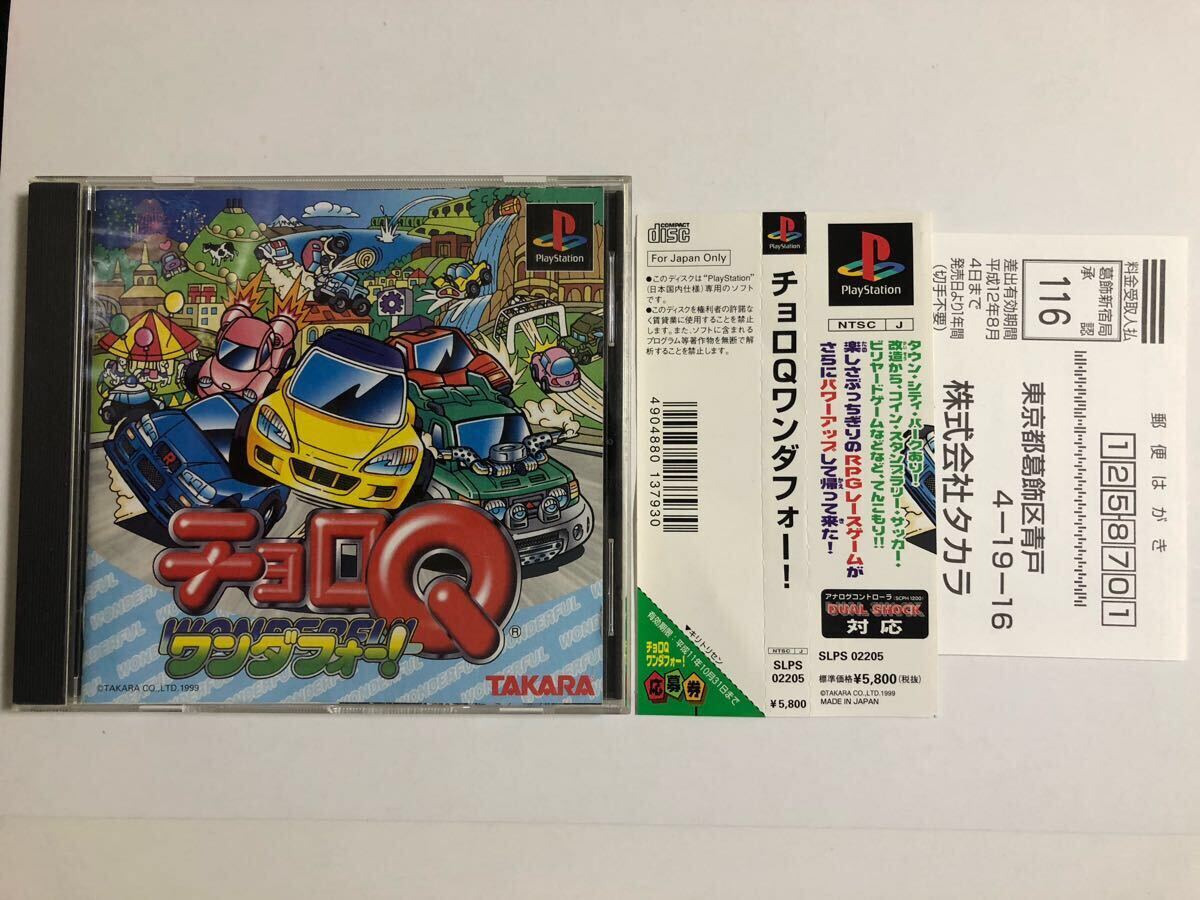 PlayStation
R
チョロQ
WONDERFUL
ワンダフォー!
®
©TAKARA CO.,LTD.1999
TAKARA
COMPACT
disc
For Japan Only
●このディスクは"PlayStation"
(日本国内仕様)専用のソフト
です。
●このディスクを権利者の許諾な
く賃貸業に使用することを禁止
します。また、ソフトに含まれる
プログラム等著作物を無断で解
析することを禁止します。
4904880 137930
▼キリトリセン
有効期限:平成11年10月31日まで
チョロQ
ワンダフォー!
応募券
PlayStation
チョロQワンダフォー!
NTSC J
SLPS
02205
¥5,800
PlayStation
NTSC J
タウン・シティ・パークあり!
改造から、コイン・スタンプラリー・サッカー・
ビリヤードゲームなどなど、てんこもり!!
楽しさぶっちぎりのRPGレースゲームが
さらにパワーアップして帰って来た!
アナログコントローラ(SCPH1200)
DUAL SHOCK
対応
SLPS 02205
標準価格¥5,800(税抜)
©TAKARA CO.,LTD.1999
MADE IN JAPAN
料金受取人払
葛飾新宿局
承認
116
差出有効期間
平成12年8月
4日まで
発売日より1年間
(切手不要)
郵便はがき
1258701
東京都葛飾区青戸
4-19-16
株式会社タカラ